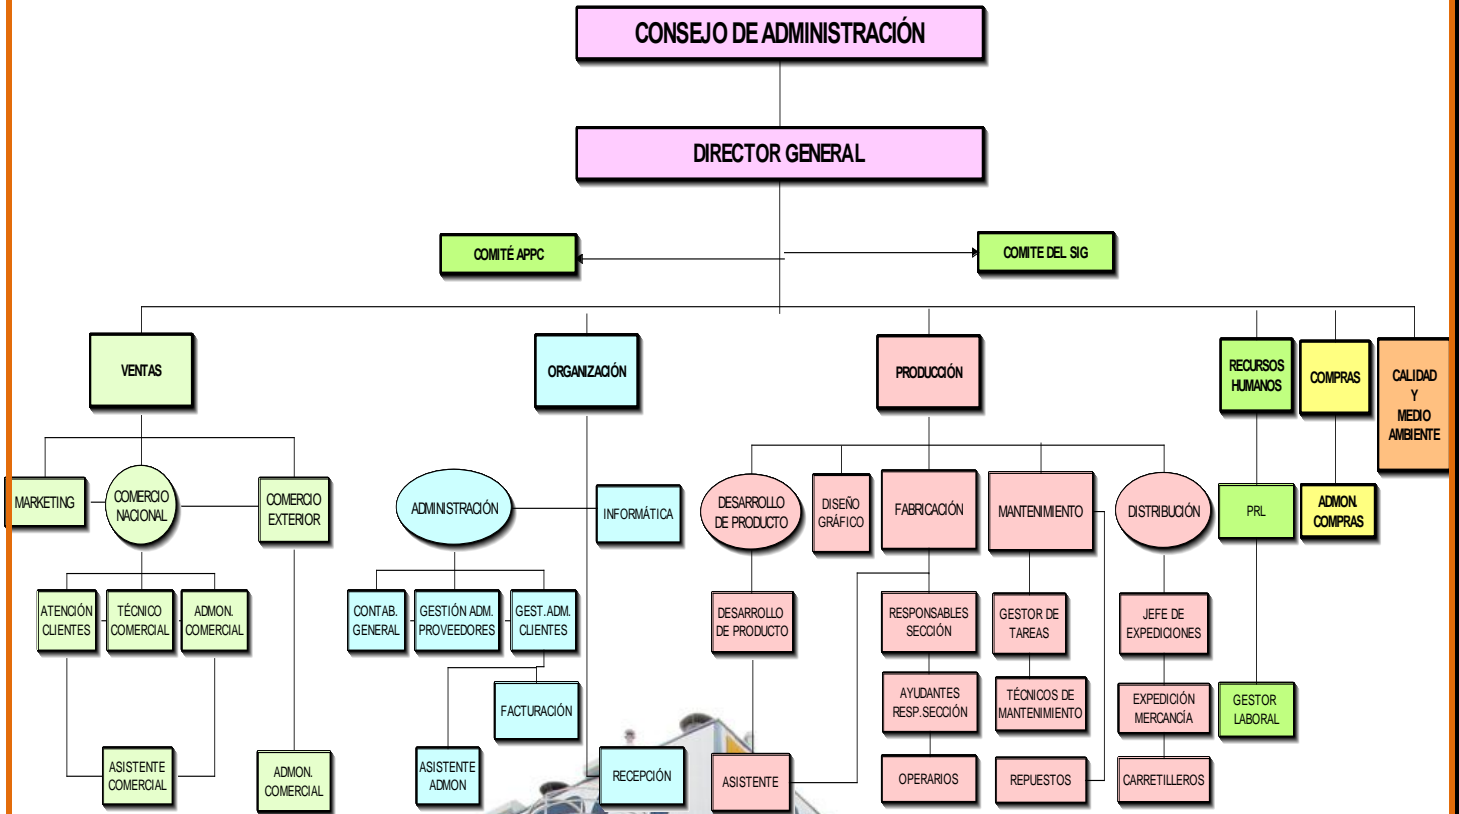 CONSEJO DE ADMINISTRACIÓN
DIRECTOR GENERAL
COMITÉ APPC
COMITE DEL SIG
VENTAS
ORGANIZACIÓN
PRODUCCIÓN
RECURSOS
HUMANOS
COMPRAS
CALIDAD
Y
MEDIO
AMBIENTE
MARKETING
COMERCIO
NACIONAL
COMERCIO
EXTERIOR
ADMINISTRACIÓN
INFORMÁTICA
DESARROLLO
DE PRODUCTO
DISEÑO
GRÁFICO
FABRICACIÓN
MANTENIMIENTO
DISTRIBUCIÓN
PRL
ADMON.
COMPRAS
ATENCIÓN
CLIENTES
TÉCNICO
COMERCIAL
ADMON.
COMERCIAL
CONTAB.
GENERAL
GESTIÓN ADM.
PROVEEDORES
GEST.ADM.
CLIENTES
DESARROLLO
DE PRODUCTO
RESPONSABLES
SECCIÓN
GESTOR DE
TAREAS
JEFE DE
EXPEDICIONES
FACTURACIÓN
AYUDANTES
RESP.SECCIÓN
TÉCNICOS DE
MANTENIMIENTO
EXPEDICIÓN
MERCANCÍA
GESTOR
LABORAL
ASISTENTE
COMERCIAL
ADMON.
COMERCIAL
ASISTENTE
ADMON
RECEPCIÓN
ASISTENTE
OPERARIOS
REPUESTOS
CARRETILLEROS